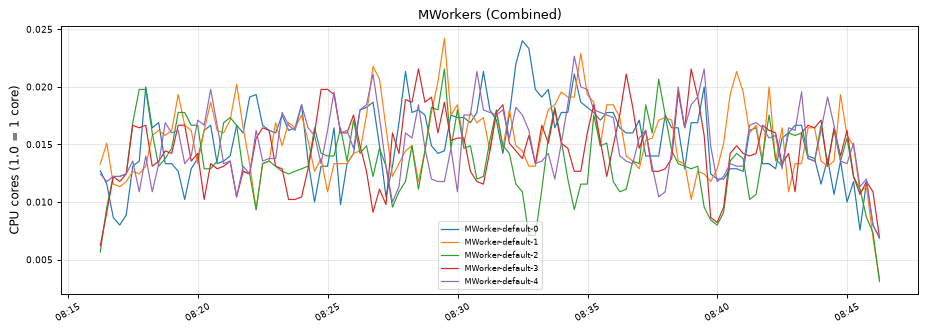 MWorkers (Combined)
CPU cores (1.0 = 1 core)
0.025
0.020
0.015
0.010
0.005
MWorker-default-0
MWorker-default-1
MWorker-default-2
MWorker-default-3
MWorker-default-4
08:15
08:20
08:25
08:30
08:35
08:40
08:45